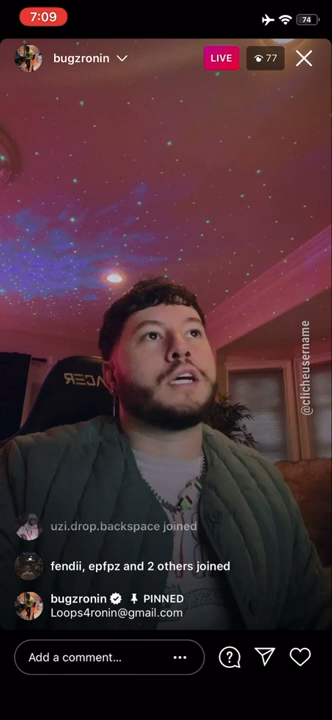 7:09
74
bugzronin
LIVE
77
@clicheusername
uzi.drop.backspace joined
fendii, epfpz and 2 others joined
bugzronin PINNED
Loops4ronin@gmail.com
Add a comment...